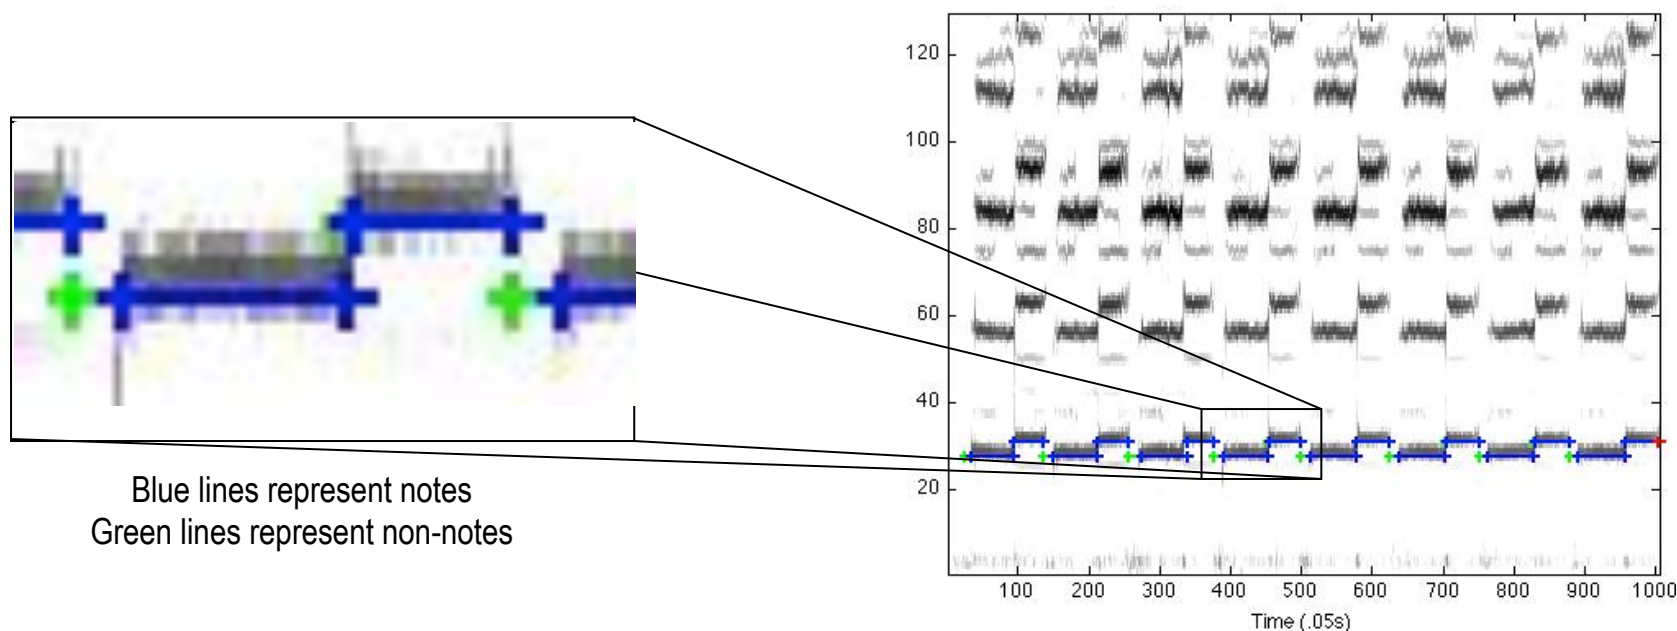 120
100
80
60
40
20
100 200 300 400 500 600 700 800 900 1000
Time (.05s)
Blue lines represent notes
Green lines represent non-notes